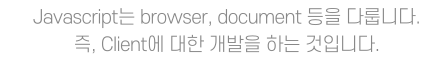 Javascript는 browser, document 등을 다룹니다.
즉, Client에 대한 개발을 하는 것입니다.